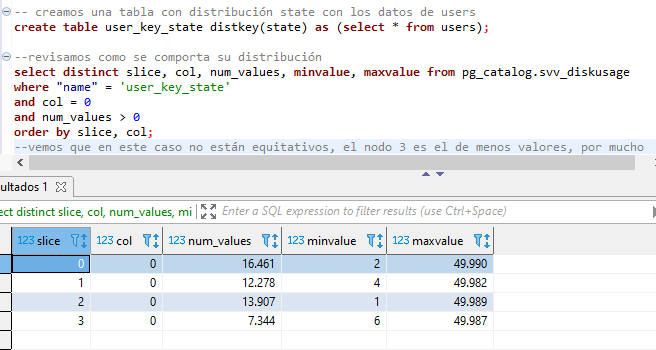 -- creamos una tabla con distribución state con los datos de users
create table user_key_state distkey(state) as (select * from users);
--revisamos como se comporta su distribución
select distinct slice, col, num_values, minvalue, maxvalue from pg_catalog.svv_diskusage
where "name" = 'user_key_state'
and col = 0
and num_values > 0
order by slice, col;
--vemos que en este caso no están equitativos, el nodo 3 es el de menos valores, por mucho
ultados 1
ect distinct slice, col, num_values, mi Enter a SQL expression to filter results (use Ctrl+Space)
123 slice 123 col 123 num_values 123 minvalue 123 maxvalue
0 0 16.461 2 49.990
1 0 12.278 4 49.982
2 0 13.907 1 49.989
3 0 7.344 6 49.987